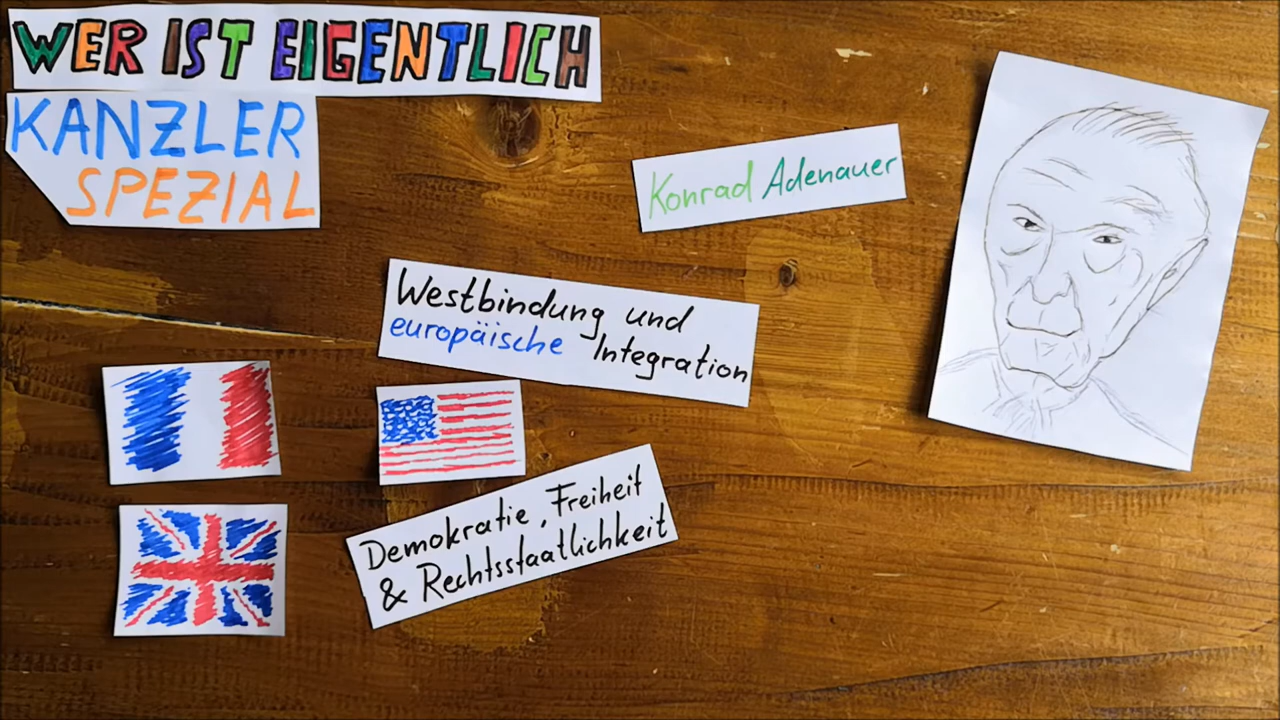 WER IST EIGENTLICH
KANZLER
SPEZIAL
Konrad Adenauer
Westbindung und
europäische Integration
Demokratie, Freiheit
& Rechtsstaatlichkeit